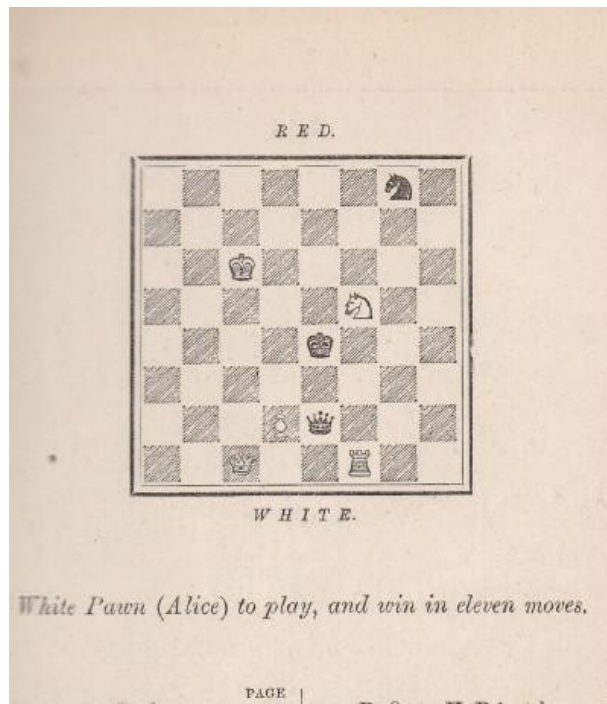 RED.
WHITE.
White Pawn (Alice) to play, and win in eleven moves.
PAGE